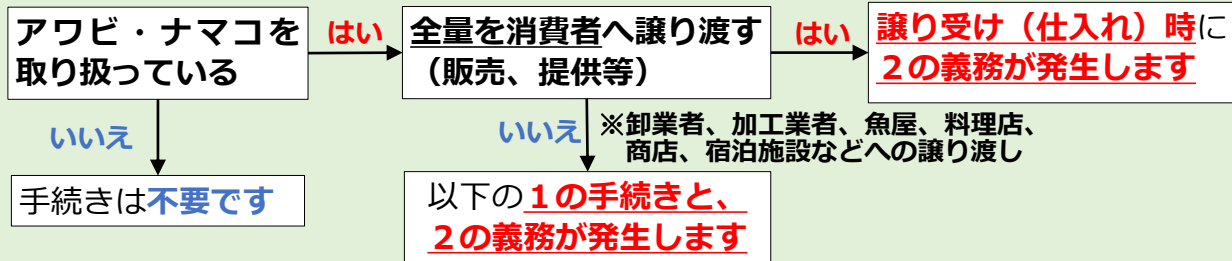 アワビ・ナマコを
取り扱っている
はい
全量を消費者へ譲り渡す
（販売、提供等）
はい
譲り受け（仕入れ）時に
２の義務が発生します
いいえ
手続きは不要です
いいえ
※卸業者、加工業者、魚屋、料理店、
商店、宿泊施設などへの譲り渡し
以下の１の手続きと、
２の義務が発生します